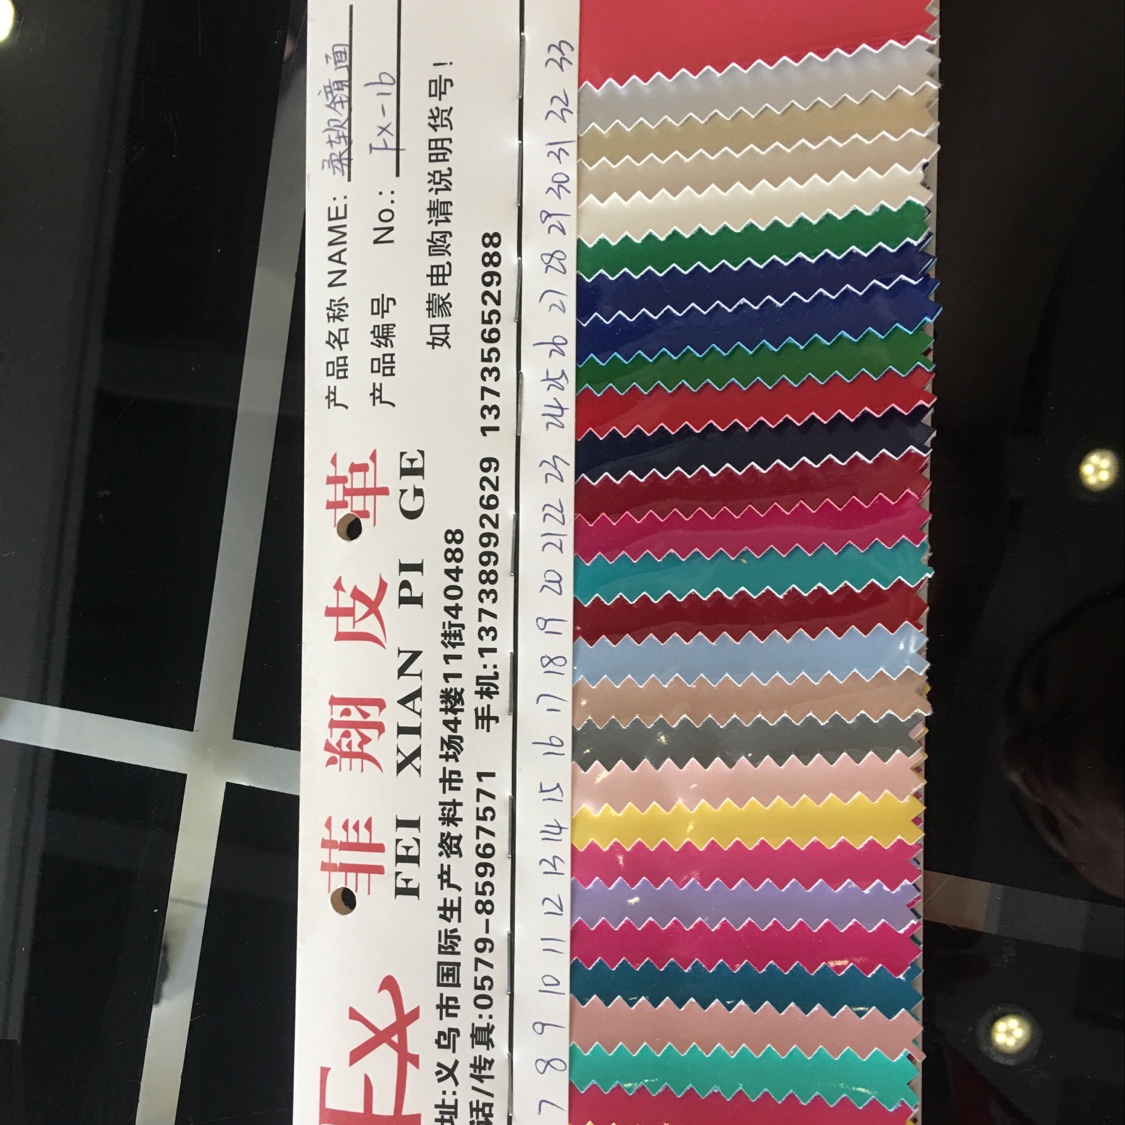 FX
菲翔皮革
FEI XIAN PI GE
产品名称 NAME: 柔软镜面
产品编号 No.: FX-16
如蒙电购请说明货号!
址:义乌市国际生产资料市场4楼11街40488
话/传真:0579-85967571 手机:13738992629 13735652988
7 8 9 10 11 12 13 14 15 16 17 18 19 20 21 22 23 24 25 26 27 28 29 30 31 32 33